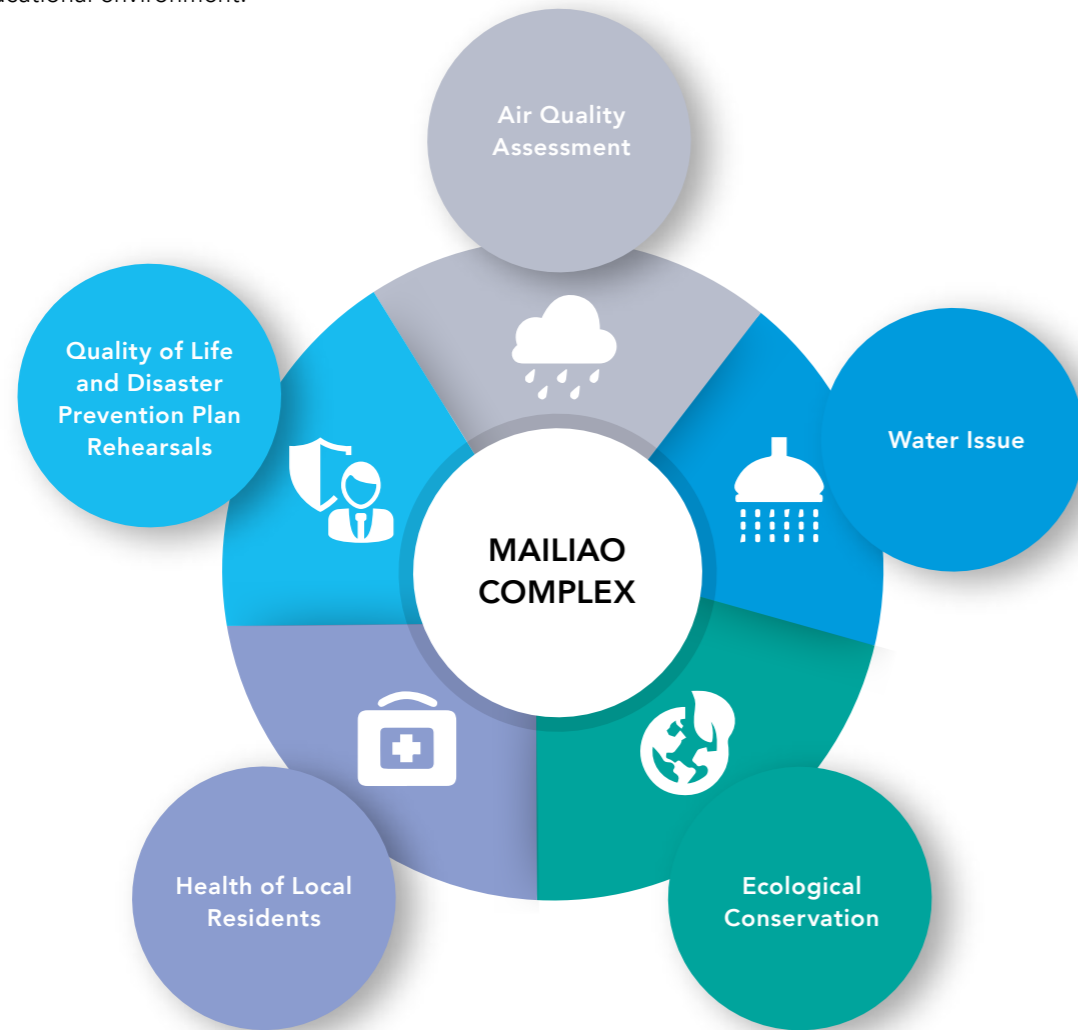 environment.
Air Quality
Assessment
Quality of Life
and Disaster
Prevention Plan
Rehearsals
Water Issue
MAILIAO
COMPLEX
Health of Local
Residents
Ecological
Conservation